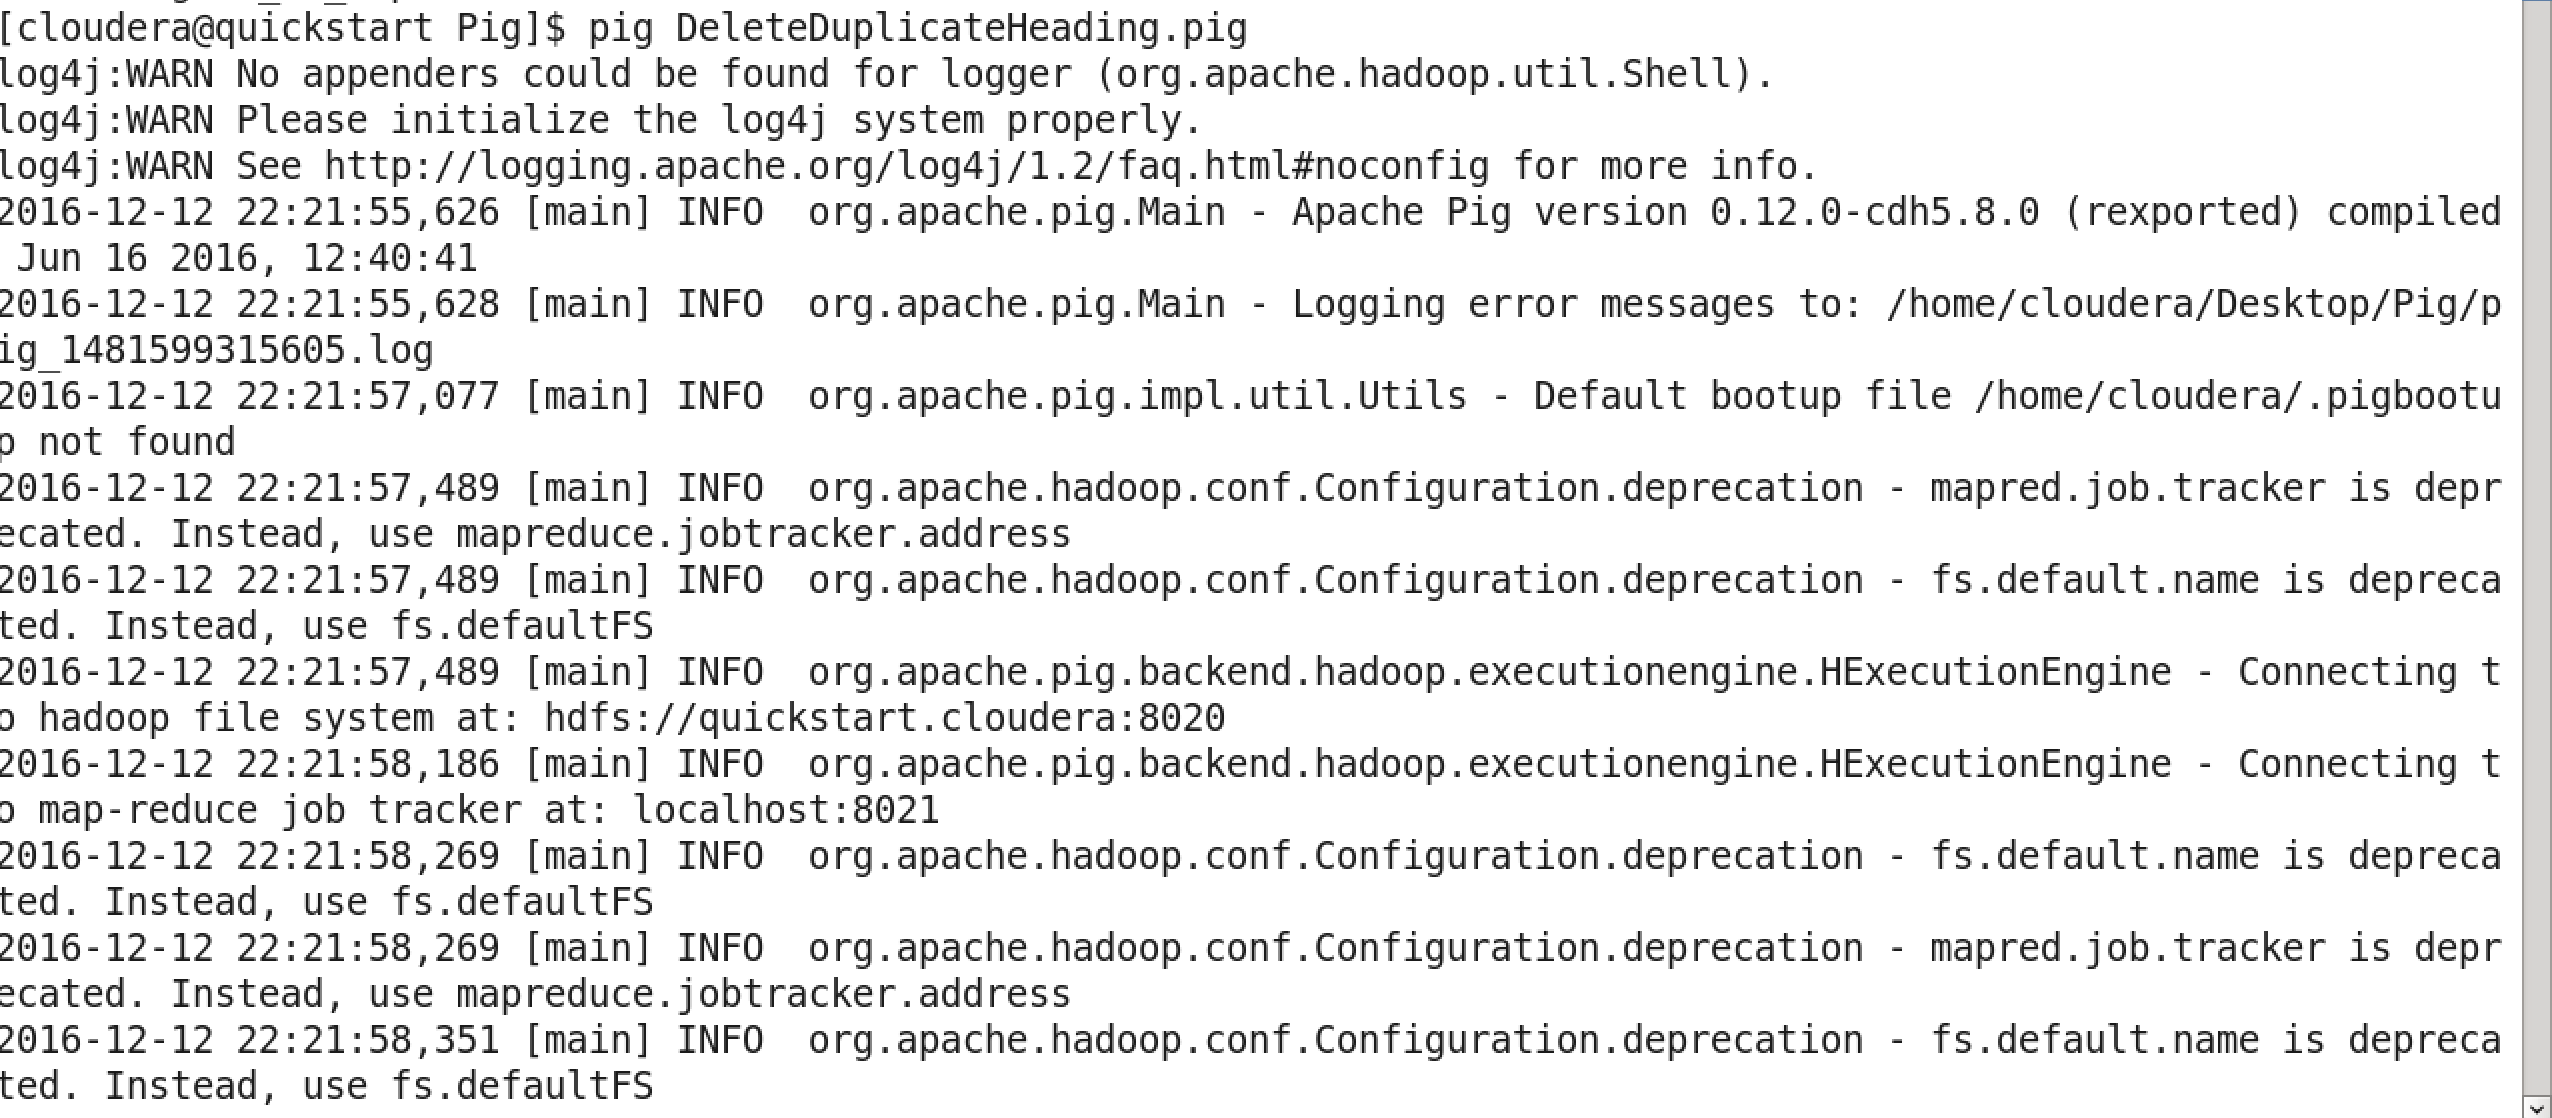 [cloudera@quickstart Pig]$ pig DeleteDuplicateHeading.pig
log4j:WARN No appenders could be found for logger (org.apache.hadoop.util.Shell).
log4j:WARN Please initialize the log4j system properly.
log4j:WARN See http://logging.apache.org/log4j/1.2/faq.html#noconfig for more info.
2016-12-12 22:21:55,626 [main] INFO  org.apache.pig.Main - Apache Pig version 0.12.0-cdh5.8.0 (rexported) compiled
 Jun 16 2016, 12:40:41
2016-12-12 22:21:55,628 [main] INFO  org.apache.pig.Main - Logging error messages to: /home/cloudera/Desktop/Pig/p
ig_1481599315605.log
2016-12-12 22:21:57,077 [main] INFO  org.apache.pig.impl.util.Utils - Default bootup file /home/cloudera/.pigbootu
p not found
2016-12-12 22:21:57,489 [main] INFO  org.apache.hadoop.conf.Configuration.deprecation - mapred.job.tracker is depr
ecated. Instead, use mapreduce.jobtracker.address
2016-12-12 22:21:57,489 [main] INFO  org.apache.hadoop.conf.Configuration.deprecation - fs.default.name is depreca
ted. Instead, use fs.defaultFS
2016-12-12 22:21:57,489 [main] INFO  org.apache.pig.backend.hadoop.executionengine.HExecutionEngine - Connecting t
o hadoop file system at: hdfs://quickstart.cloudera:8020
2016-12-12 22:21:58,186 [main] INFO  org.apache.pig.backend.hadoop.executionengine.HExecutionEngine - Connecting t
o map-reduce job tracker at: localhost:8021
2016-12-12 22:21:58,269 [main] INFO  org.apache.hadoop.conf.Configuration.deprecation - fs.default.name is depreca
ted. Instead, use fs.defaultFS
2016-12-12 22:21:58,269 [main] INFO  org.apache.hadoop.conf.Configuration.deprecation - mapred.job.tracker is depr
ecated. Instead, use mapreduce.jobtracker.address
2016-12-12 22:21:58,351 [main] INFO  org.apache.hadoop.conf.Configuration.deprecation - fs.default.name is depreca
ted. Instead, use fs.defaultFS